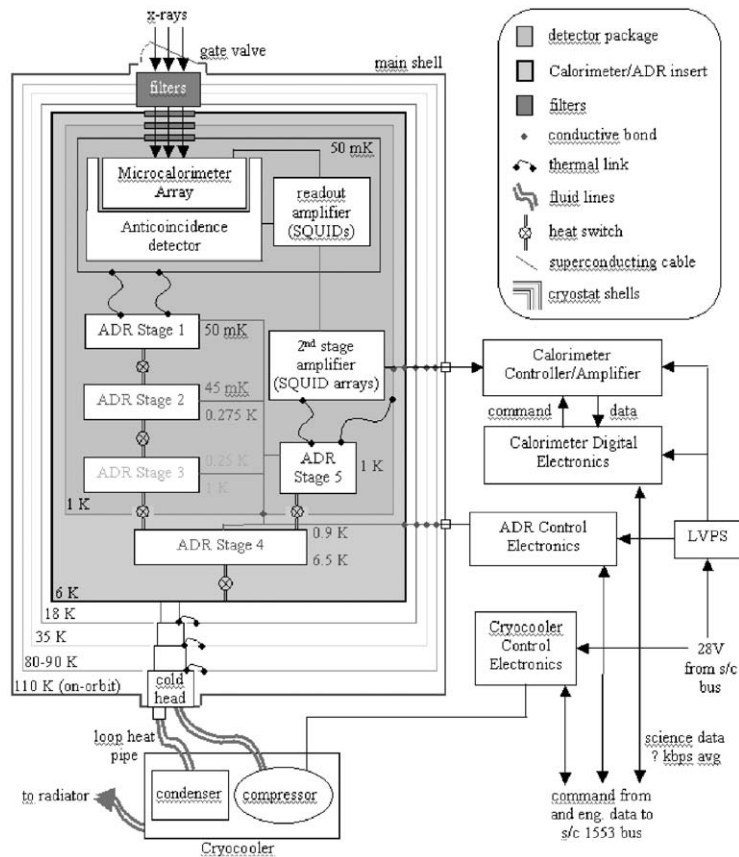 x-rays
gate valve
main shell
filters
50 mK
Microcalorimeter
Array
Anticoincidence
detector
readout
amplifier
(SQUIDs)
ADR Stage 1
50 mK
2nd stage
amplifier
(SQUID arrays)
45 mK
ADR Stage 2
0.275 K
ADR Stage 3
0.25 K
1 K
ADR
Stage 5
1 K
1 K
0.9 K
ADR Stage 4
6.5 K
6 K
18 K
35 K
80-90 K
110 K (on-orbit)
cold
head
loop heat
pipe
condenser
compressor
to radiator
Cryocooler
detector package
Calorimeter/ADR insert
filters
conductive bond
thermal link
fluid lines
heat switch
superconducting cable
cryostat shells
Calorimeter
Controller/Amplifier
command
data
Calorimeter Digital
Electronics
ADR Control
Electronics
LVPS
Cryocooler
Control
Electronics
28V
from s/c
bus
science data
? kbps avg
command from
and eng. data to
s/c 1553 bus